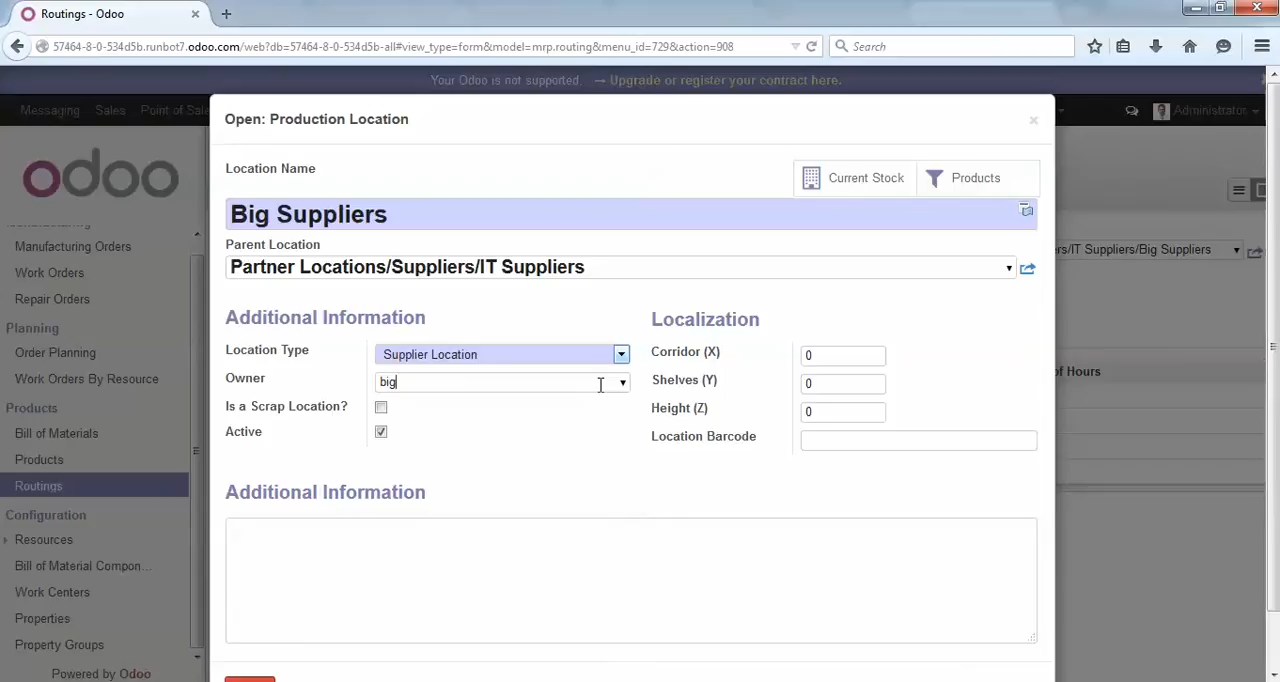 Routings - Odoo
57464-8-0-534d5b.runbot7.odoo.com/web?db=57464-8-0-534d5b-all#view_type=form&model=mrp.routing&menu_id=729&action=908
Search
Your Odoo is not supported. → Upgrade or register your contract here.
Messaging Sales Point of Sale
Administrator
odoo
Open: Production Location
Location Name
Current Stock
Products
Big Suppliers
Parent Location
Partner Locations/Suppliers/IT Suppliers
rs/IT Suppliers/Big Suppliers
Manufacturing
Manufacturing Orders
Work Orders
Repair Orders
Planning
Order Planning
Work Orders By Resource
Products
Bill of Materials
Products
Routings
Configuration
Resources
Bill of Material Compon...
Work Centers
Properties
Property Groups
Powered by Odoo
Additional Information
Location Type Supplier Location
Owner big
Is a Scrap Location?
Active
Localization
Corridor (X) 0
Shelves (Y) 0
Height (Z) 0
Location Barcode
of Hours
Additional Information